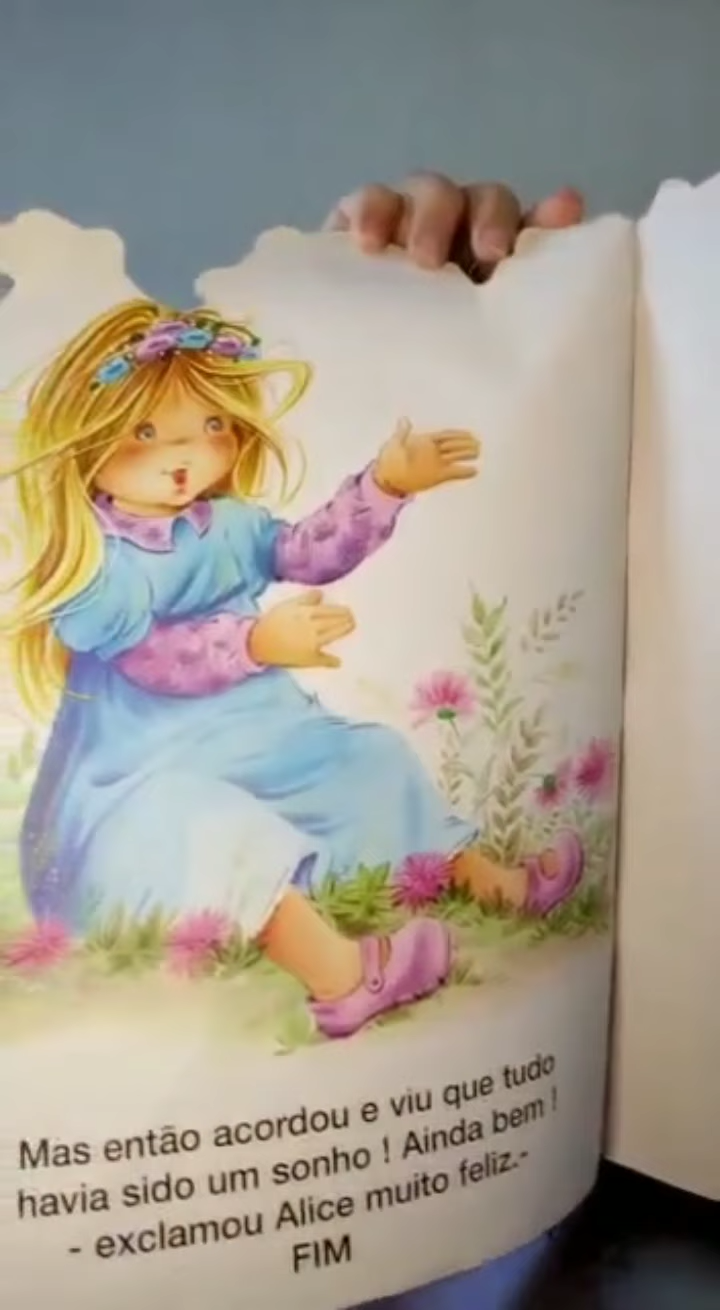 Mas então acordou e viu que tudo
havia sido um sonho ! Ainda bem !
- exclamou Alice muito feliz.-
FIM